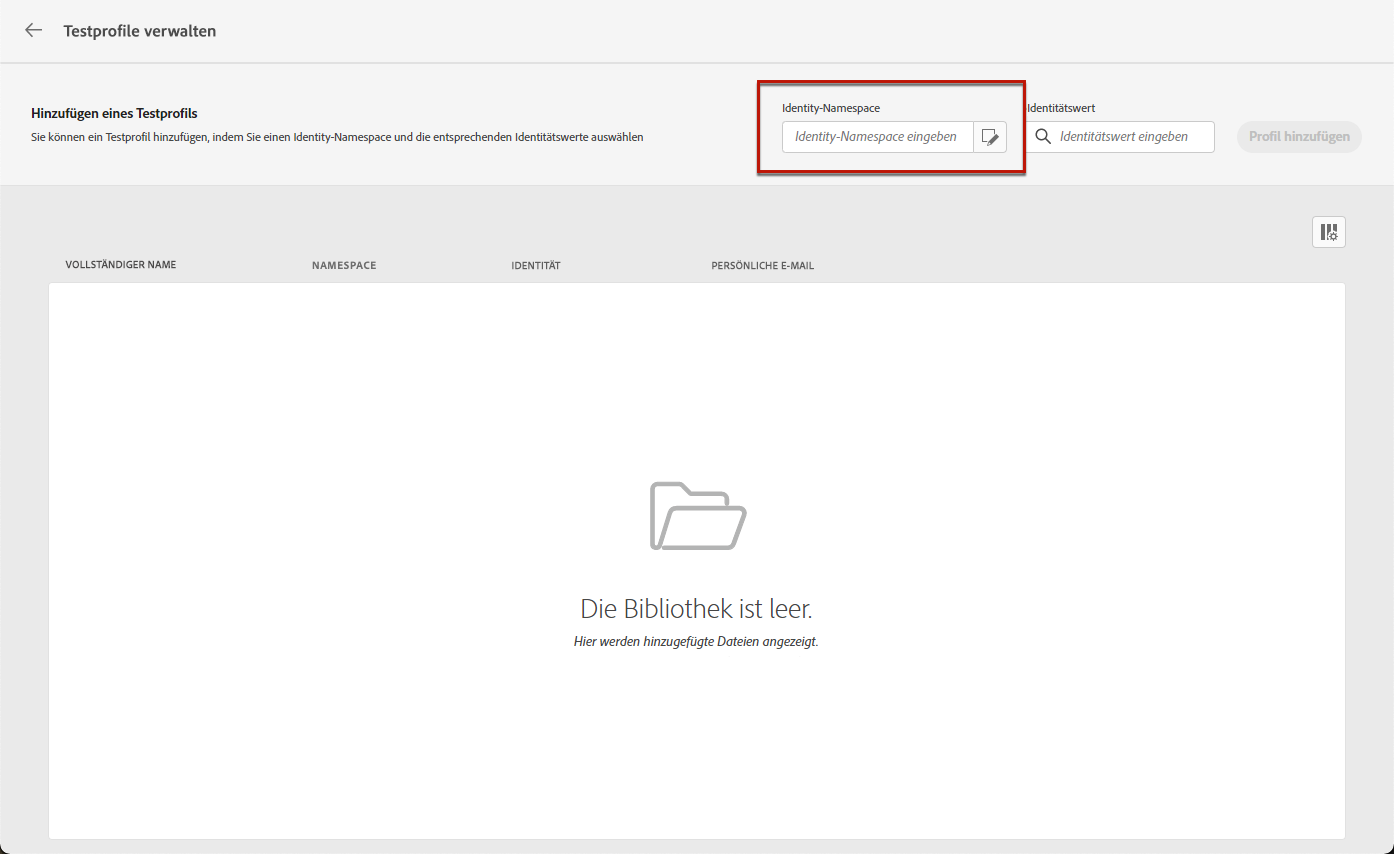 Testprofile verwalten
Hinzufügen eines Testprofils
Sie können ein Testprofil hinzufügen, indem Sie einen Identity-Namespace und die entsprechenden Identitätswerte auswählen
Identity-Namespace
Identity-Namespace eingeben
Identitätswert
Identitätswert eingeben
Profil hinzufügen
VOLLSTÄNDIGER NAME
NAMESPACE
IDENTITÄT
PERSÖNLICHE E-MAIL
Die Bibliothek ist leer.
Hier werden hinzugefügte Dateien angezeigt.